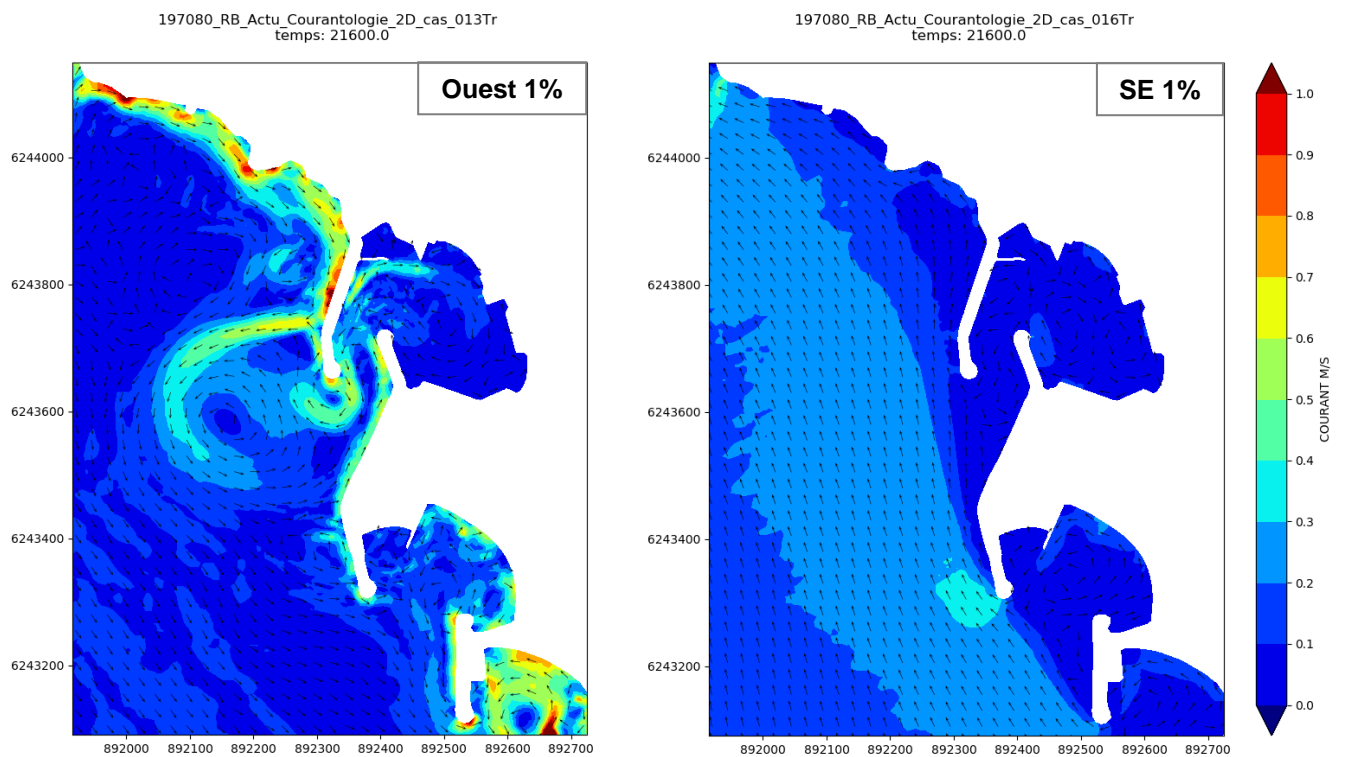 197080_RB_Actu_Courantologie_2D_cas_013Tr
temps: 21600.0
Ouest 1%
6244000
6243800
6243600
6243400
6243200
892000 892100 892200 892300 892400 892500 892600 892700
197080_RB_Actu_Courantologie_2D_cas_016Tr
temps: 21600.0
SE 1%
6244000
6243800
6243600
6243400
6243200
892000 892100 892200 892300 892400 892500 892600 892700
1.0
0.9
0.8
0.7
0.6
0.5
0.4
0.3
0.2
0.1
0.0
COURANT M/S